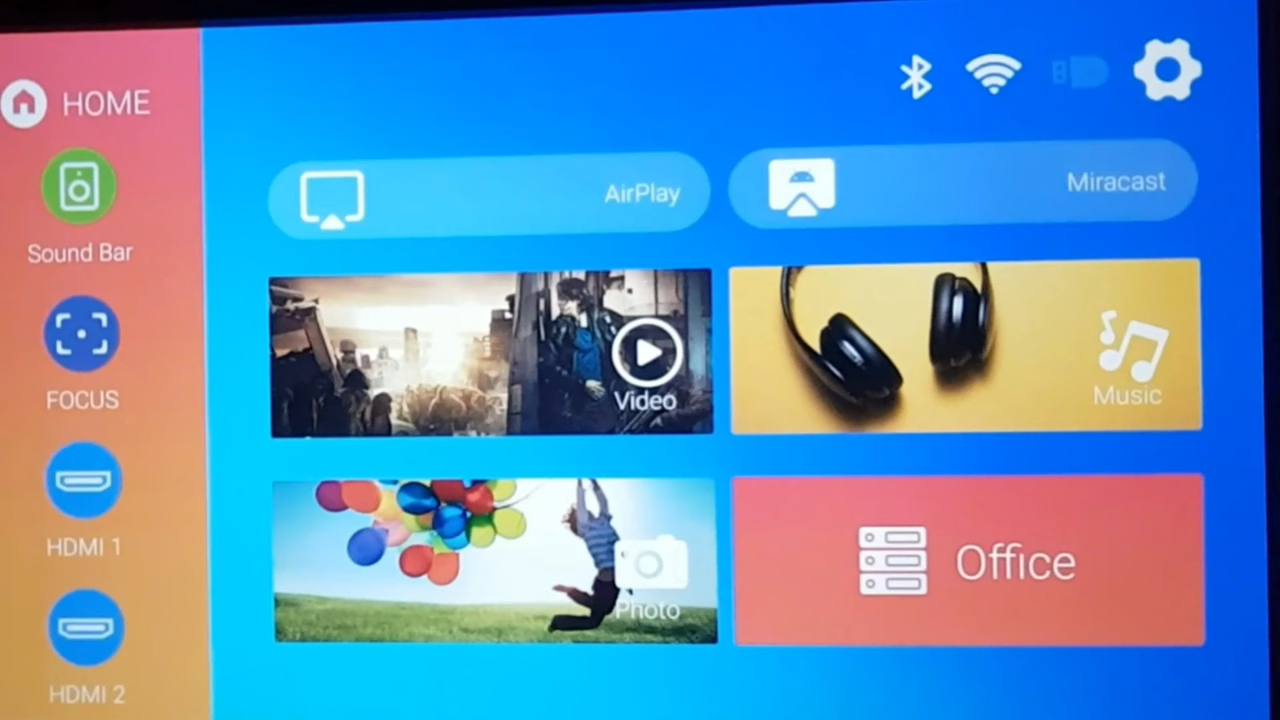 HOME
Sound Bar
FOCUS
HDMI 1
HDMI 2
AirPlay
Miracast
Video
Music
Photo
Office